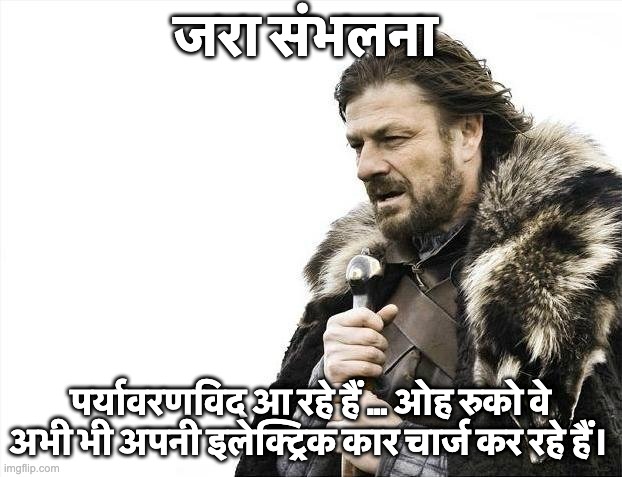 जरा संभलना
पर्यावरणविद आ रहे हैं ... ओह रुको वे
अभी भी अपनी इलेक्ट्रिक कार चार्ज कर रहे हैं।
imgflip.com